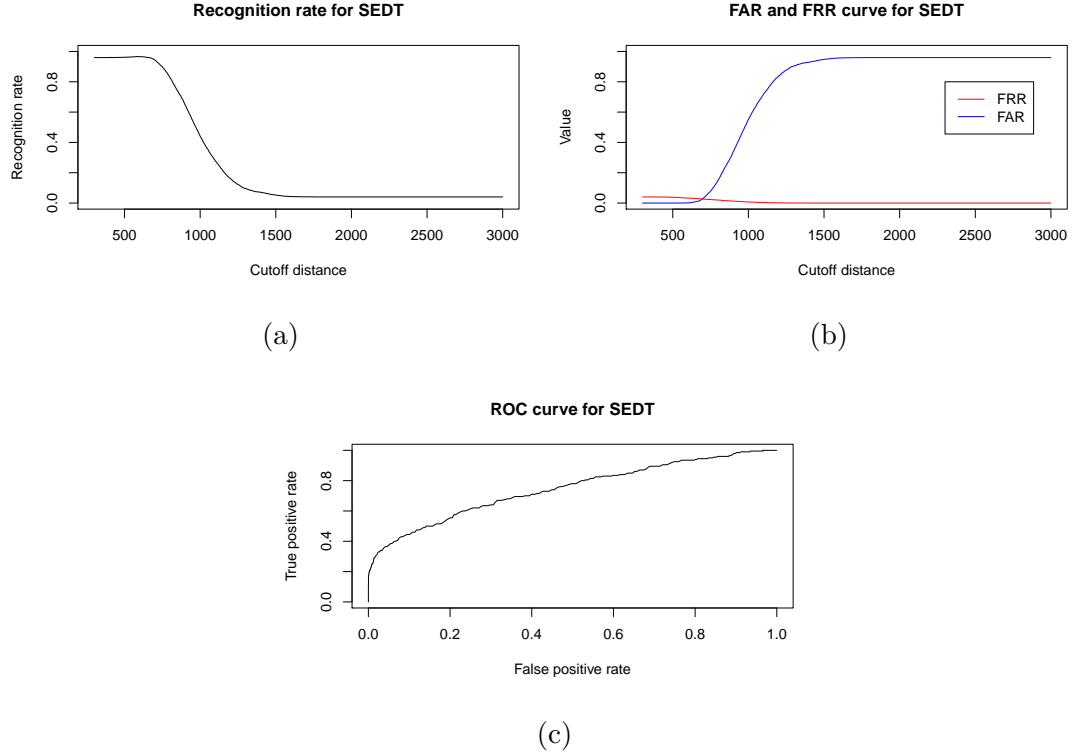 Recognition rate for SEDT
Recognition rate
0.0 0.4 0.8
500 1000 1500 2000 2500 3000
Cutoff distance
(a)
FAR and FRR curve for SEDT
Value
0.0 0.4 0.8
FRR
FAR
500 1000 1500 2000 2500 3000
Cutoff distance
(b)
ROC curve for SEDT
True positive rate
0.0 0.4 0.8
0.0 0.2 0.4 0.6 0.8 1.0
False positive rate
(c)